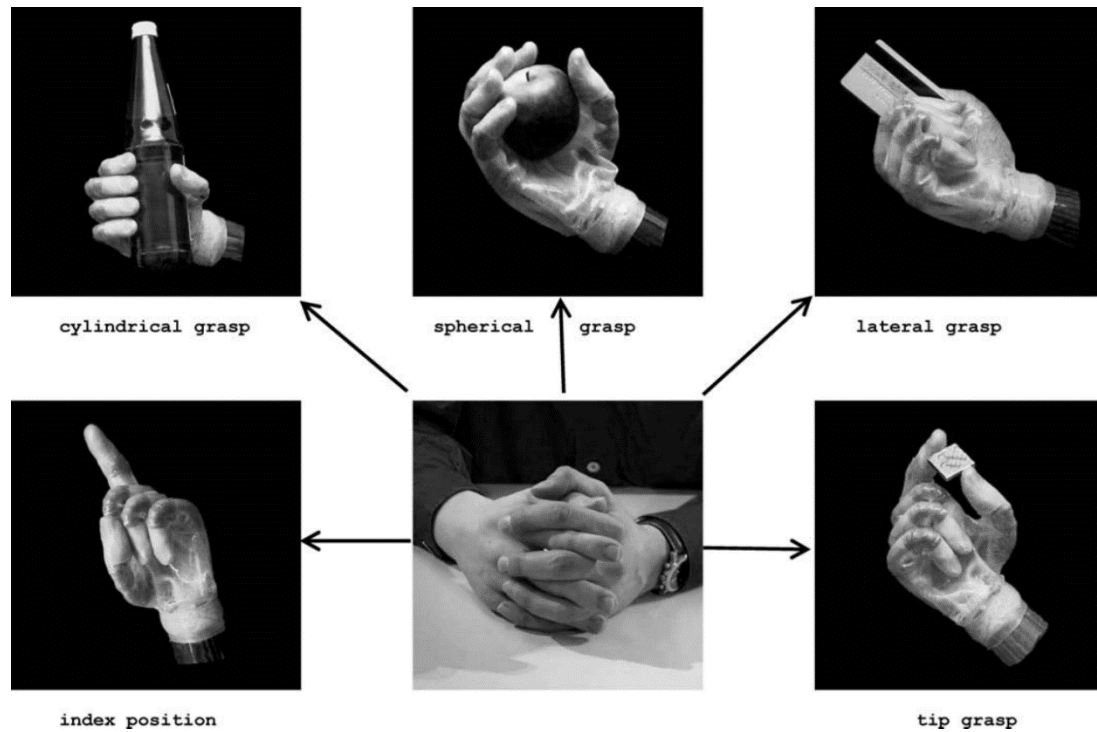 cylindrical grasp
spherical grasp
lateral grasp
index position
tip grasp